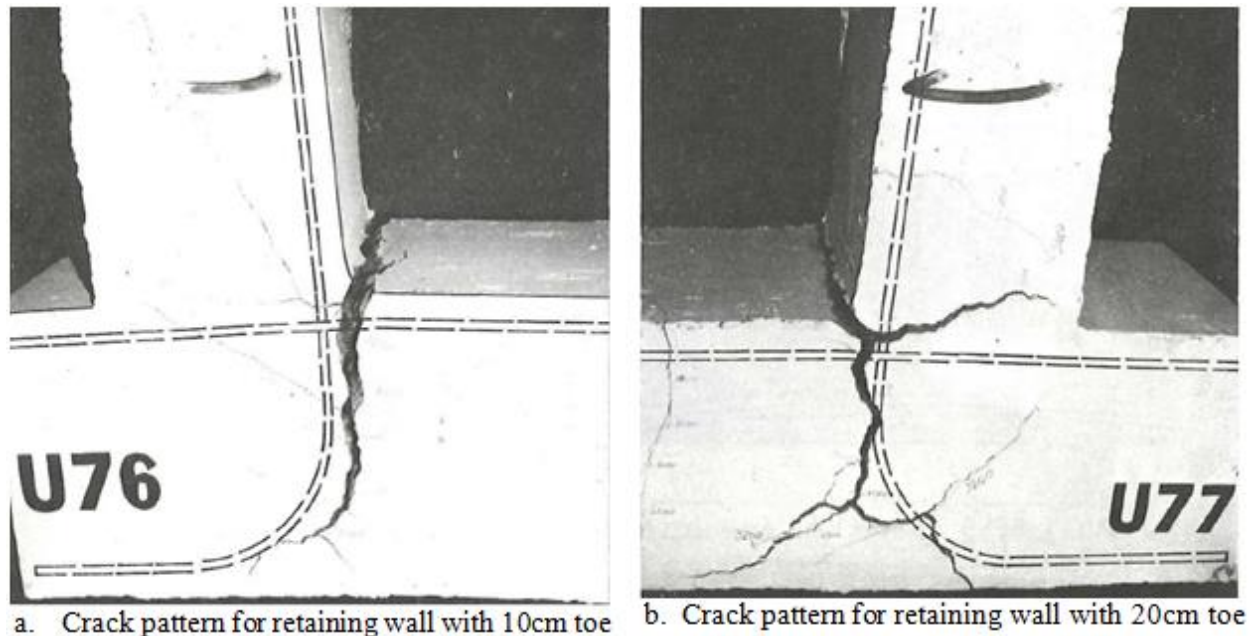 U76
U77
a. Crack pattern for retaining wall with 10cm toe
b. Crack pattern for retaining wall with 20cm toe